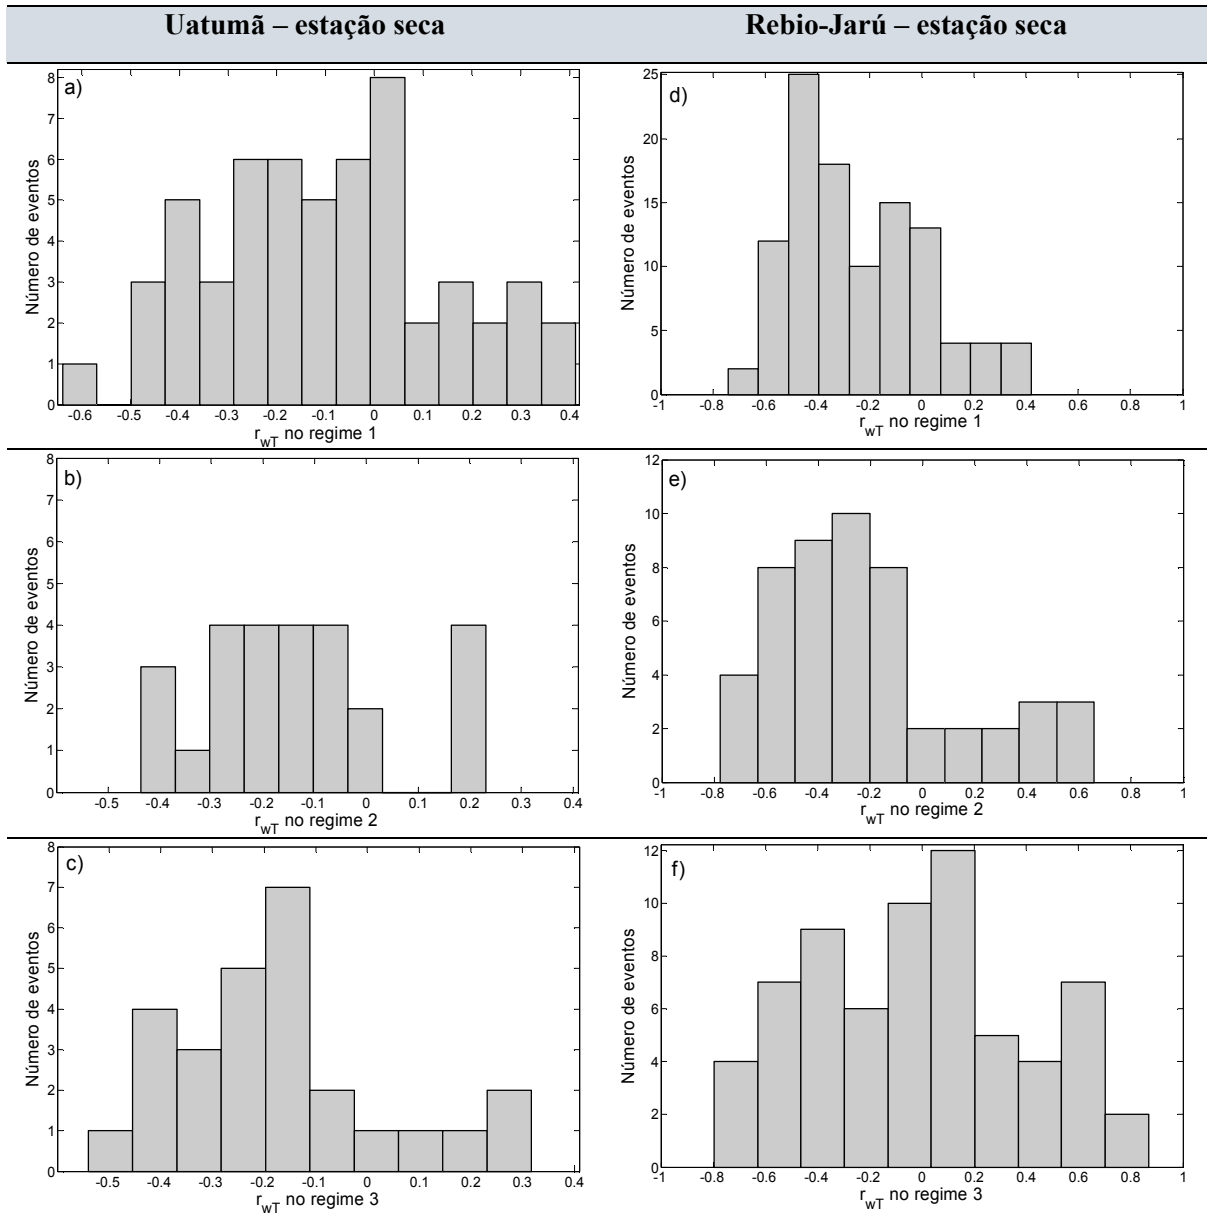 Uatumã – estação seca
Rebio-Jarú – estação seca
a)
Número de eventos
8
7
6
5
4
3
2
1
0
-0.6 -0.5 -0.4 -0.3 -0.2 -0.1 0 0.1 0.2 0.3 0.4
r_wT no regime 1
d)
Número de eventos
25
20
15
10
5
0
-1 -0.8 -0.6 -0.4 -0.2 0 0.2 0.4 0.6 0.8 1
r_wT no regime 1
b)
Número de eventos
8
7
6
5
4
3
2
1
0
-0.5 -0.4 -0.3 -0.2 -0.1 0 0.1 0.2 0.3 0.4
r_wT no regime 2
e)
Número de eventos
12
10
8
6
4
2
0
-1 -0.8 -0.6 -0.4 -0.2 0 0.2 0.4 0.6 0.8 1
r_wT no regime 2
c)
Número de eventos
8
7
6
5
4
3
2
1
0
-0.5 -0.4 -0.3 -0.2 -0.1 0 0.1 0.2 0.3 0.4
r_wT no regime 3
f)
Número de eventos
12
10
8
6
4
2
0
-1 -0.8 -0.6 -0.4 -0.2 0 0.2 0.4 0.6 0.8 1
r_wT no regime 3